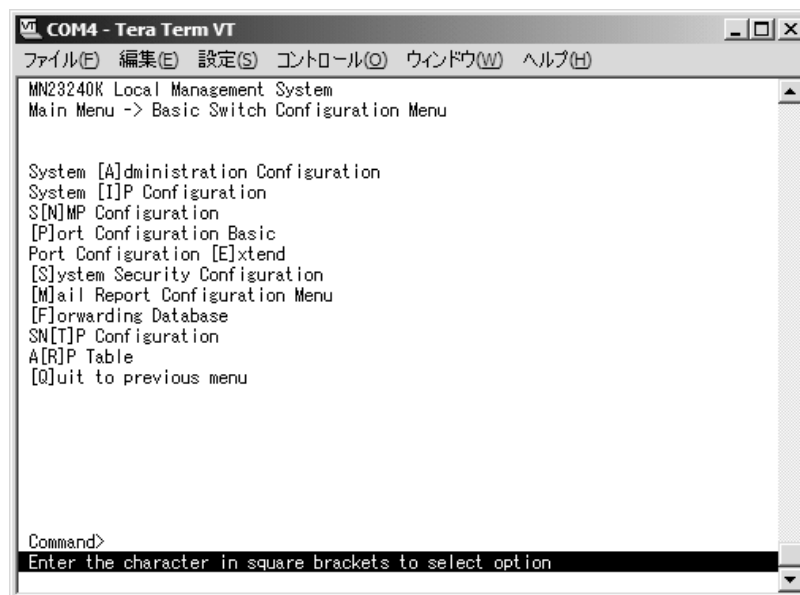 COM4 - Tera Term VT
ファイル(F) 編集(E) 設定(S) コントロール(O) ウィンドウ(W) ヘルプ(H)
MN23240K Local Management System
Main Menu -> Basic Switch Configuration Menu
System [A]dministration Configuration
System [I]P Configuration
S[N]MP Configuration
[P]ort Configuration Basic
Port Configuration [E]xtend
[S]ystem Security Configuration
[M]ail Report Configuration Menu
[F]orwarding Database
SN[T]P Configuration
A[R]P Table
[Q]uit to previous menu
Command>
Enter the character in square brackets to select option